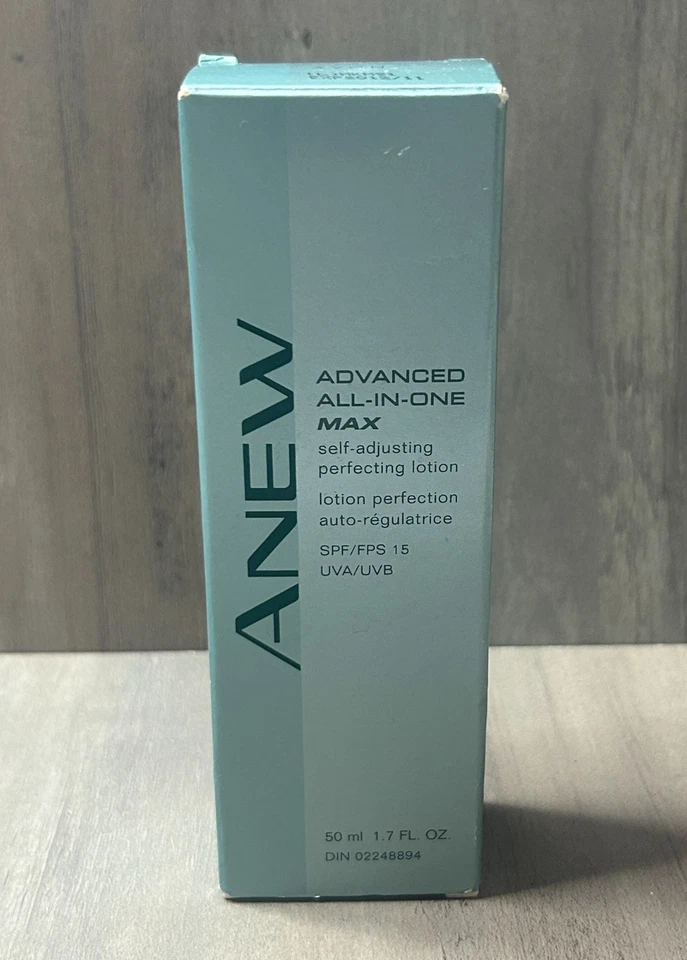 ANEW
ADVANCED
ALL-IN-ONE
MAX
self-adjusting
perfecting lotion
lotion perfection
auto-régulatrice
SPF/FPS 15
UVA/UVB
50 ml 1.7 FL. OZ.
DIN 02248894